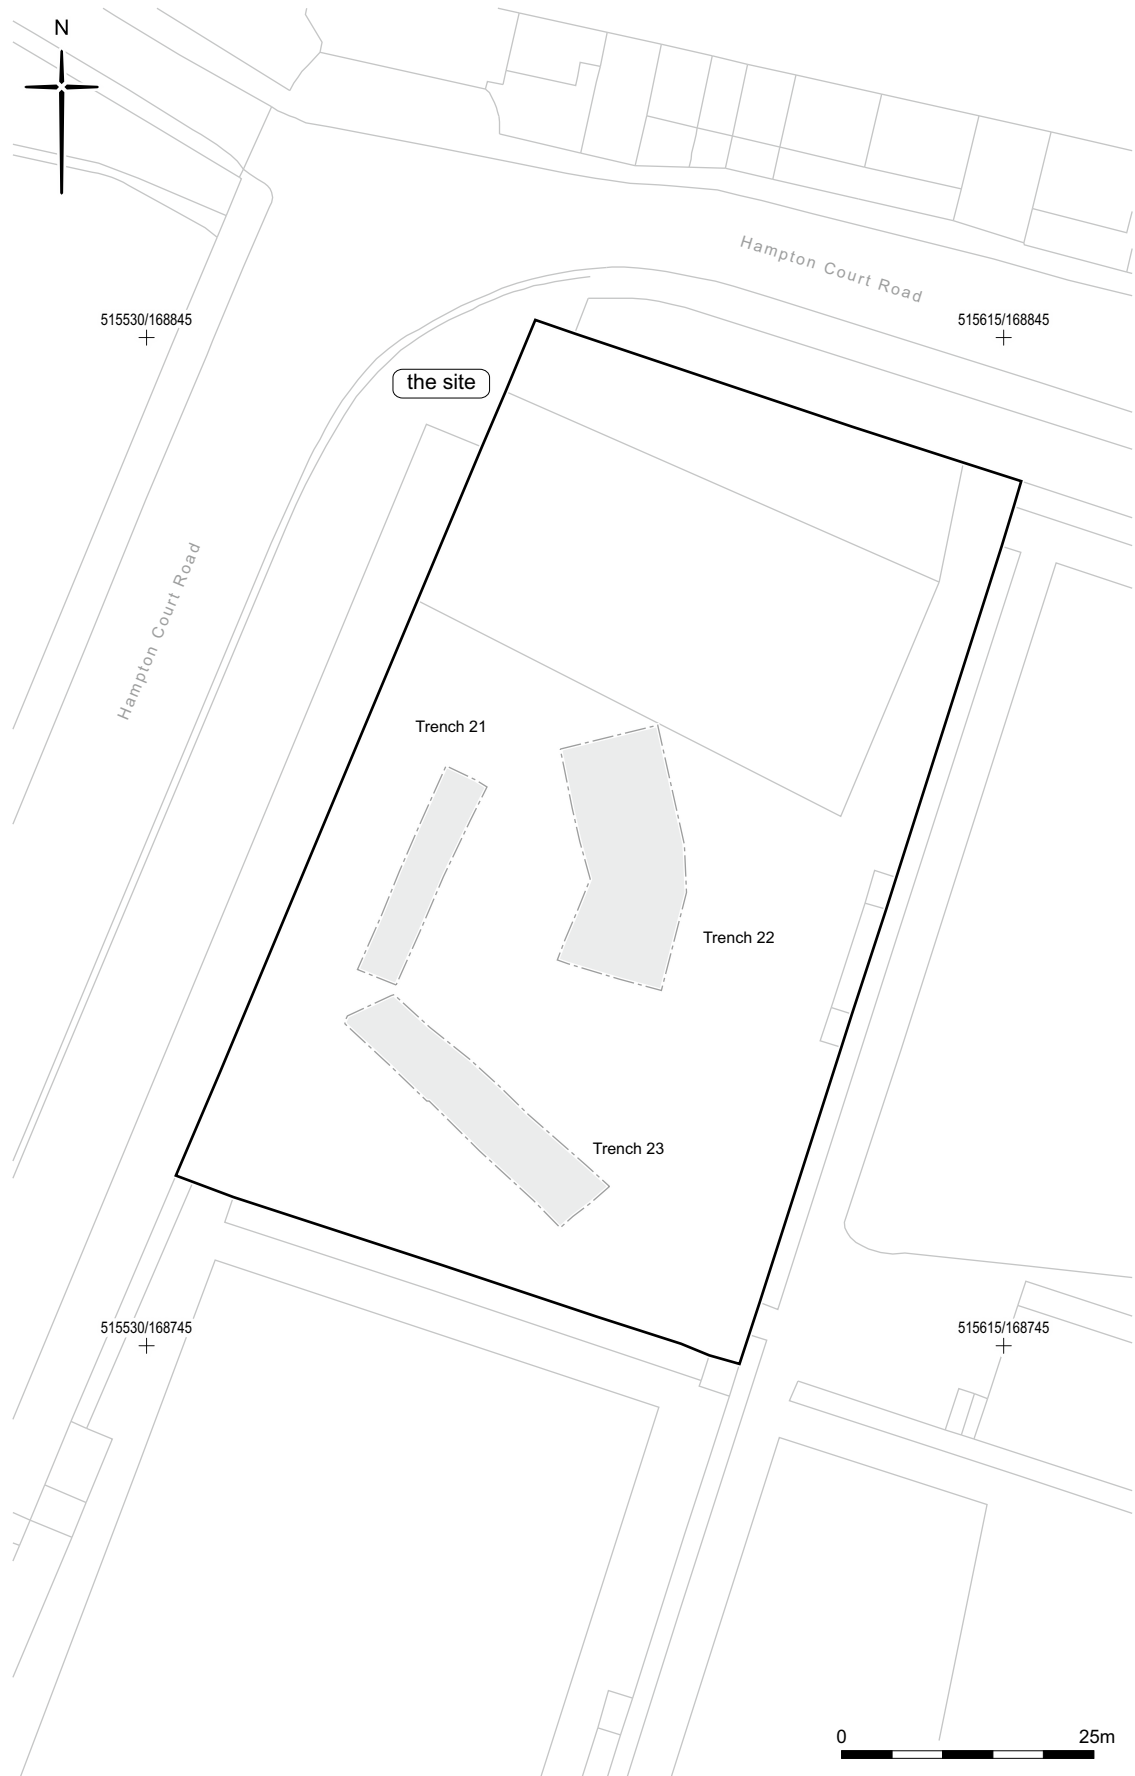 N
Hampton Court Road
515530/168845
515615/168845
the site
Hampton Court Road
Trench 21
Trench 22
Trench 23
515530/168745
515615/168745
0
25m